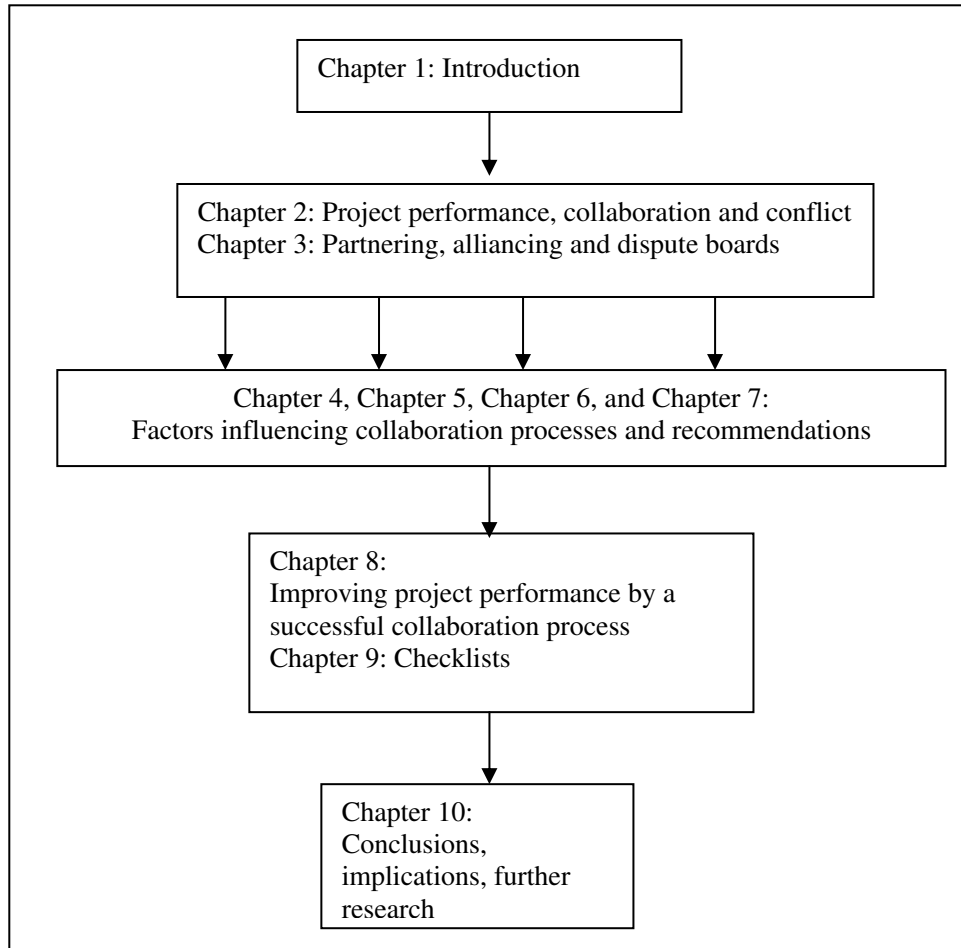 Chapter 1: Introduction
Chapter 2: Project performance, collaboration and conflict
Chapter 3: Partnering, alliancing and dispute boards
Chapter 4, Chapter 5, Chapter 6, and Chapter 7:
Factors influencing collaboration processes and recommendations
Chapter 8:
Improving project performance by a
successful collaboration process
Chapter 9: Checklists
Chapter 10:
Conclusions,
implications, further
research